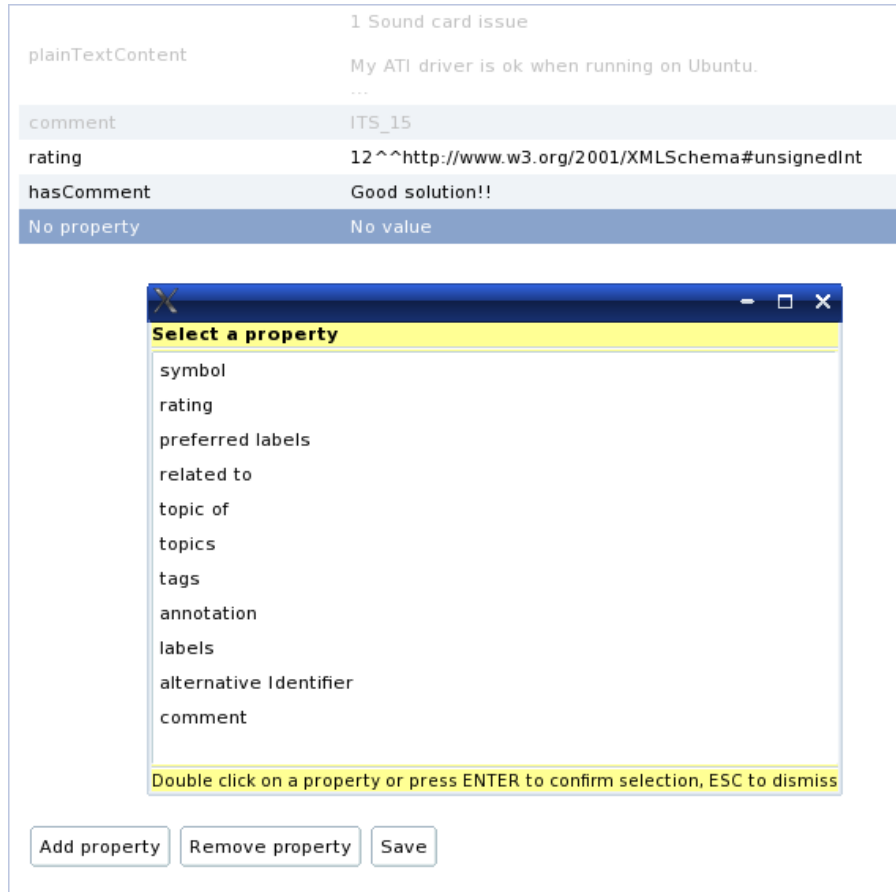 1 Sound card issue
plainTextContent
My ATI driver is ok when running on Ubuntu.
...
comment ITS_15
rating 12^^http://www.w3.org/2001/XMLSchema#unsignedInt
hasComment Good solution!!
No property No value
Select a property
symbol
rating
preferred labels
related to
topic of
topics
tags
annotation
labels
alternative Identifier
comment
Double click on a property or press ENTER to confirm selection, ESC to dismiss
Add property Remove property Save